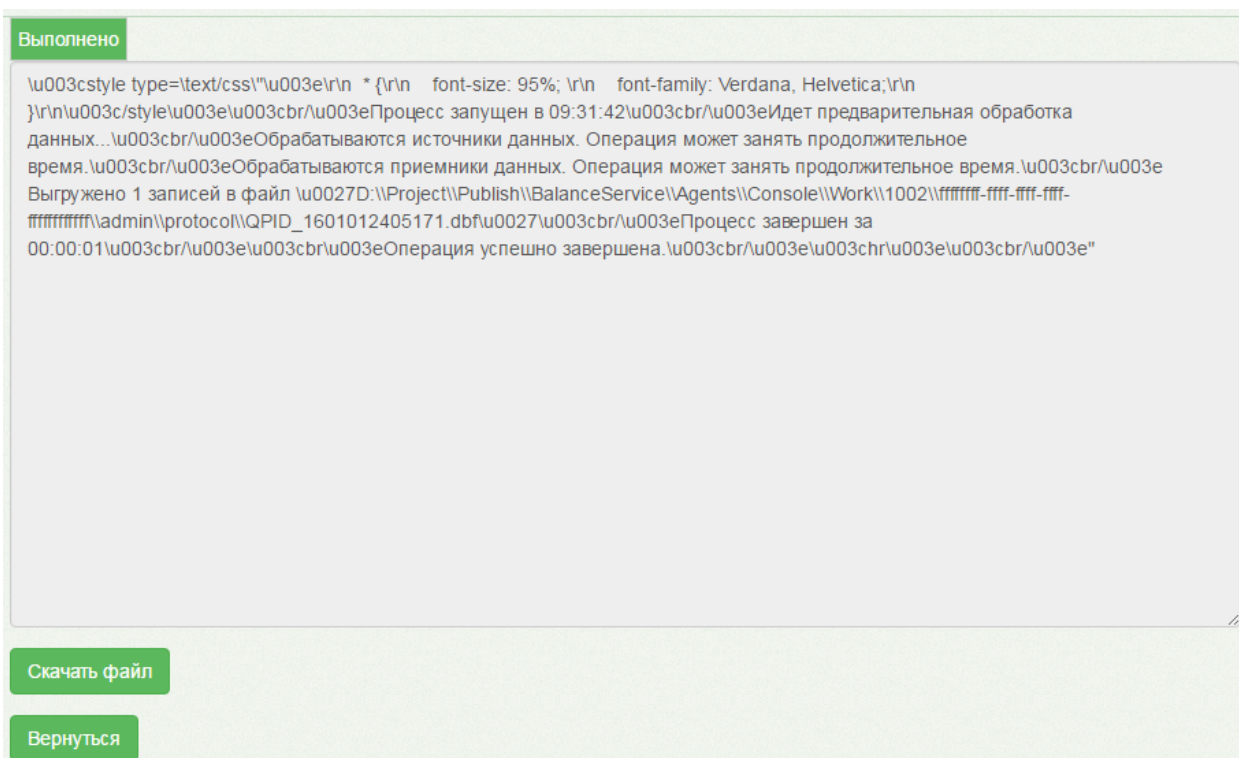 Выполнено
\u003cstyle type=\text/css\"\u003e\r\n * {\r\n font-size: 95%; \r\n font-family: Verdana, Helvetica;\r\n
}\r\n\u003c/style\u003e\u003cbr/\u003eПроцесс запущен в 09:31:42\u003cbr/\u003eИдет предварительная обработка
данных...\u003cbr/\u003eОбрабатываются источники данных. Операция может занять продолжительное
время.\u003cbr/\u003eОбрабатываются приемники данных. Операция может занять продолжительное время.\u003cbr/\u003e
Выгружено 1 записей в файл \u0027D:\\Project\\Publish\\BalanceService\\Agents\\Console\\Work\\1002\\ffffffff-ffff-ffff-ffff-
ffffffffffff\\admin\\protocol\\QPID_1601012405171.dbf\u0027\u003cbr/\u003eПроцесс завершен за
00:00:01\u003cbr/\u003e\u003cbr\u003eОперация успешно завершена.\u003cbr/\u003e\u003chr\u003e\u003cbr/\u003e"
Скачать файл
Вернуться